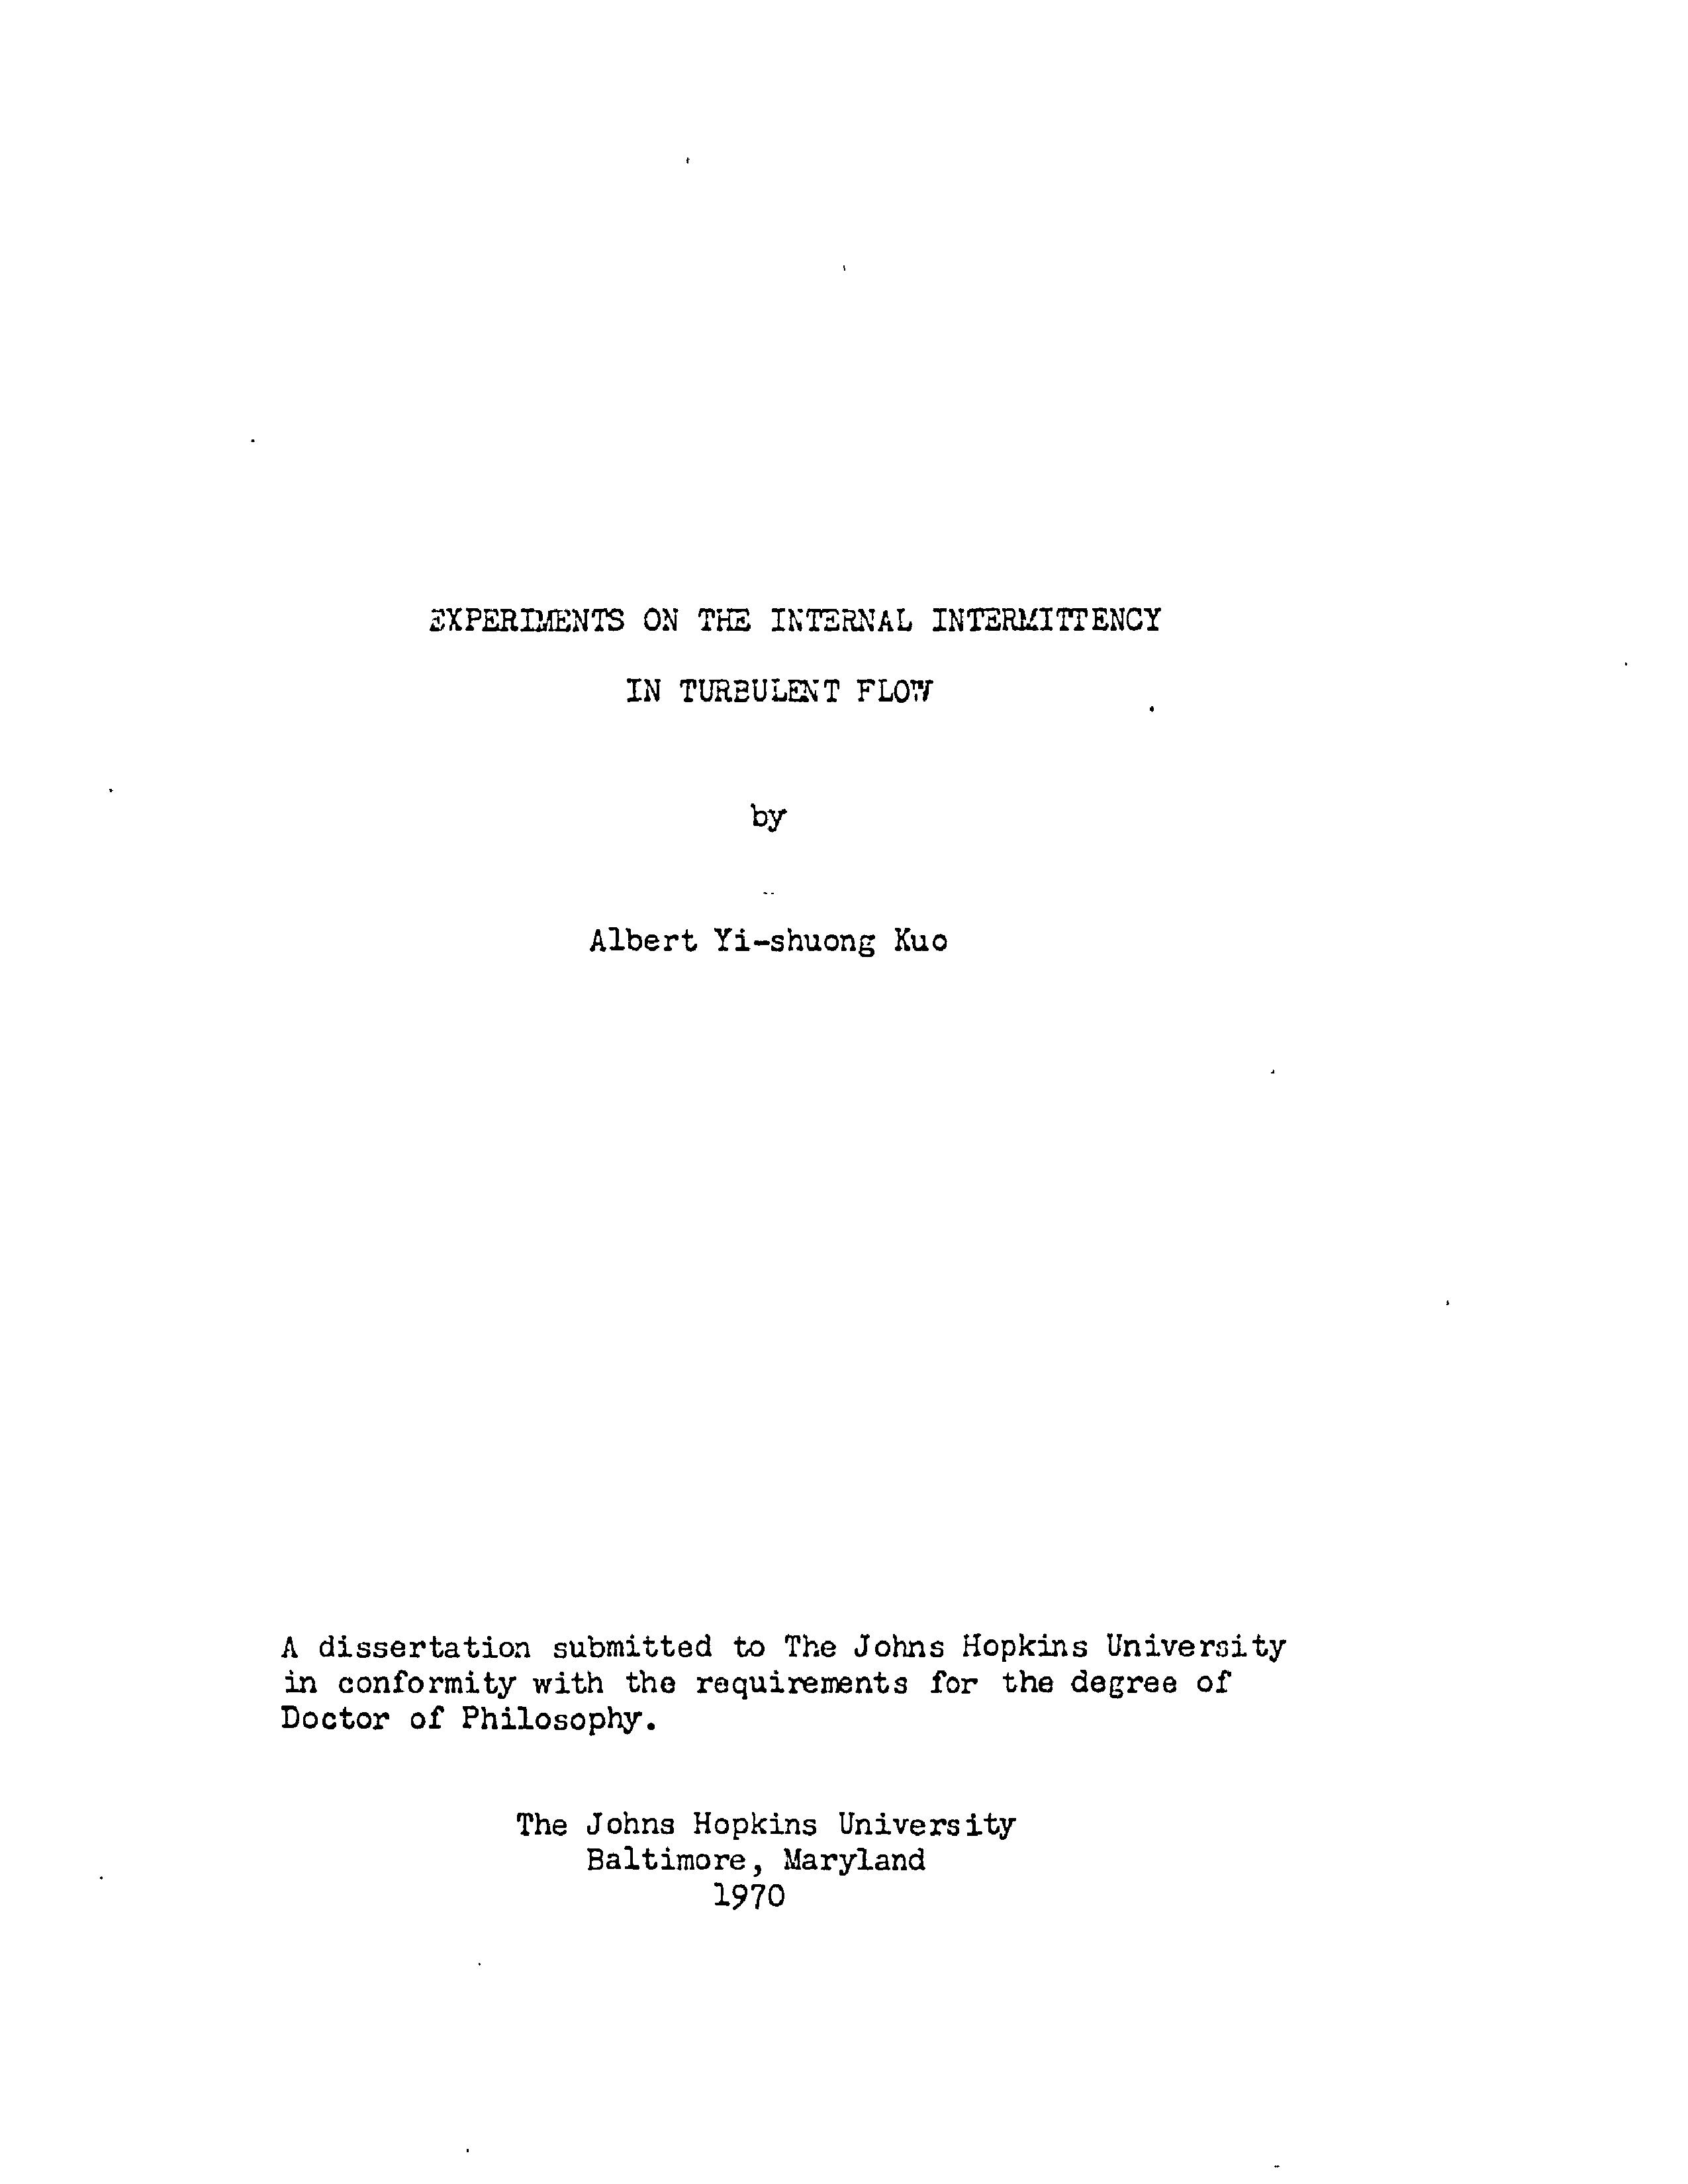 EXPERIMENTS ON THE INTERNAL INTERMITTENCY
IN TURBULENT FLOW
by
Albert Yi-shuong Kuo
A dissertation submitted to The Johns Hopkins University
in conformity with the requirements for the degree of
Doctor of Philosophy.
The Johns Hopkins University
Baltimore, Maryland
1970